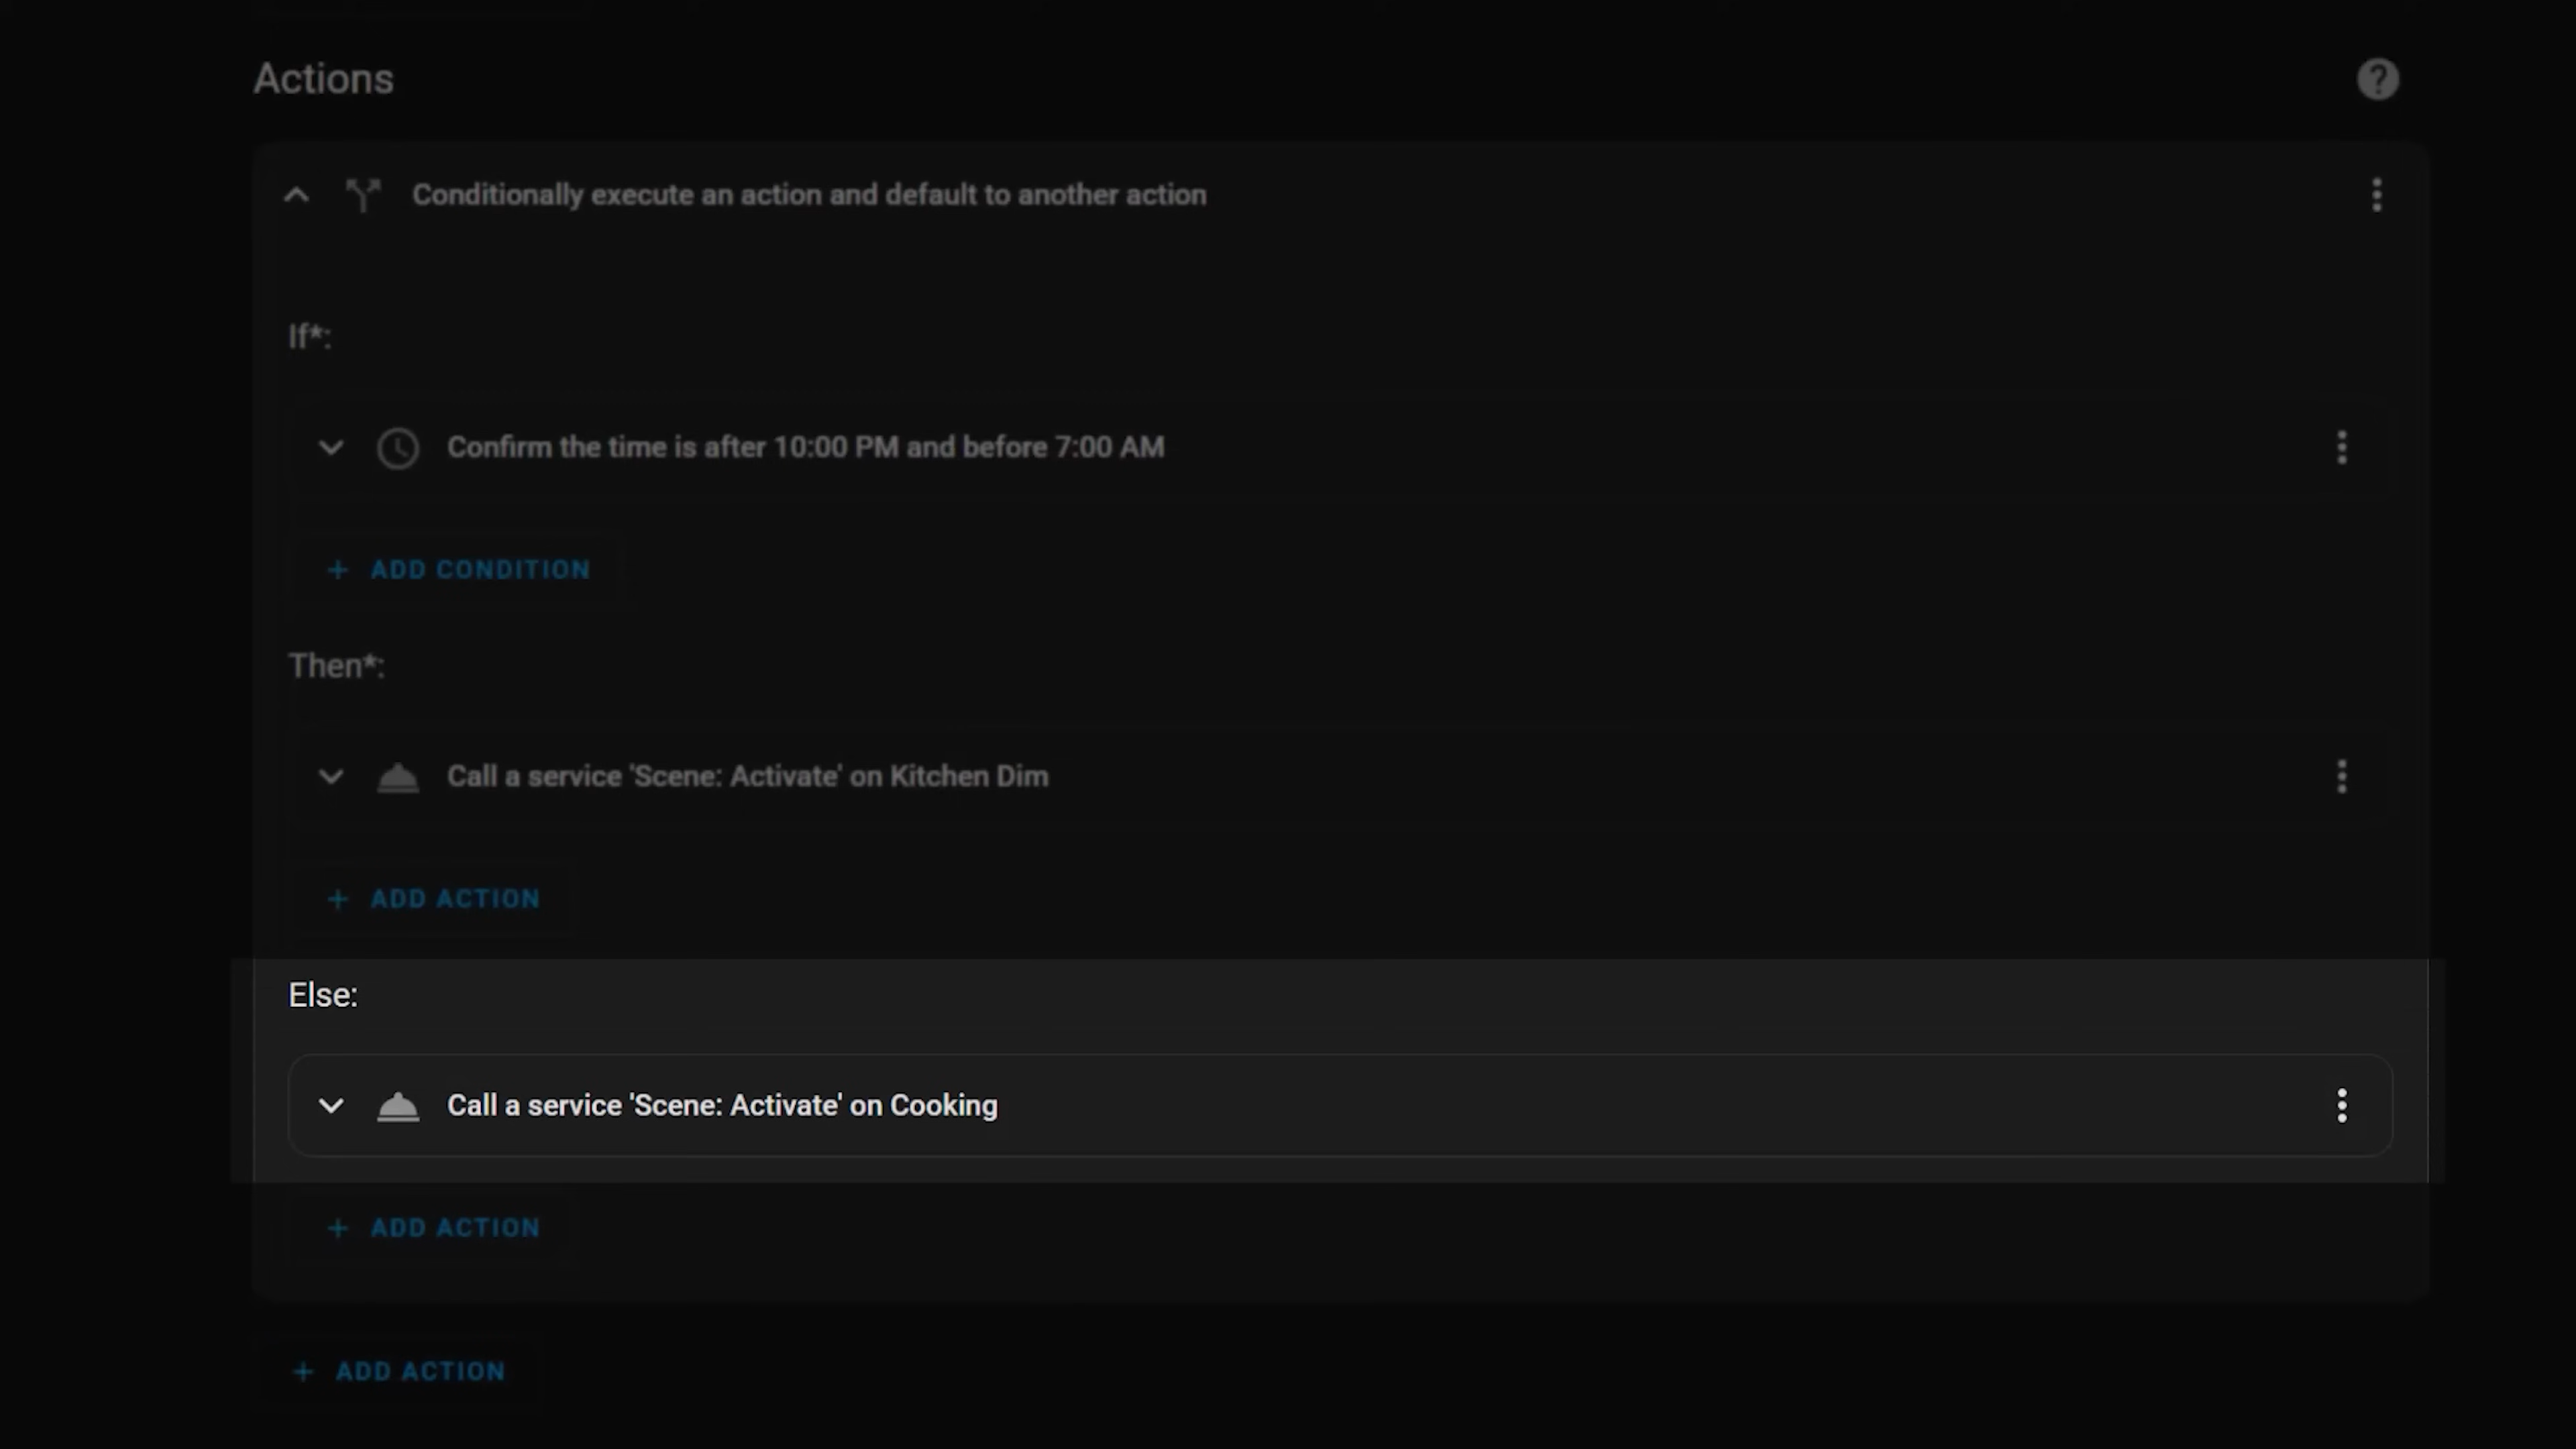 Actions
?
Conditionally execute an action and default to another action
If*:
Confirm the time is after 10:00 PM and before 7:00 AM
+ ADD CONDITION
Then*:
Call a service 'Scene: Activate' on Kitchen Dim
+ ADD ACTION
Else:
Call a service 'Scene: Activate' on Cooking
+ ADD ACTION
+ ADD ACTION